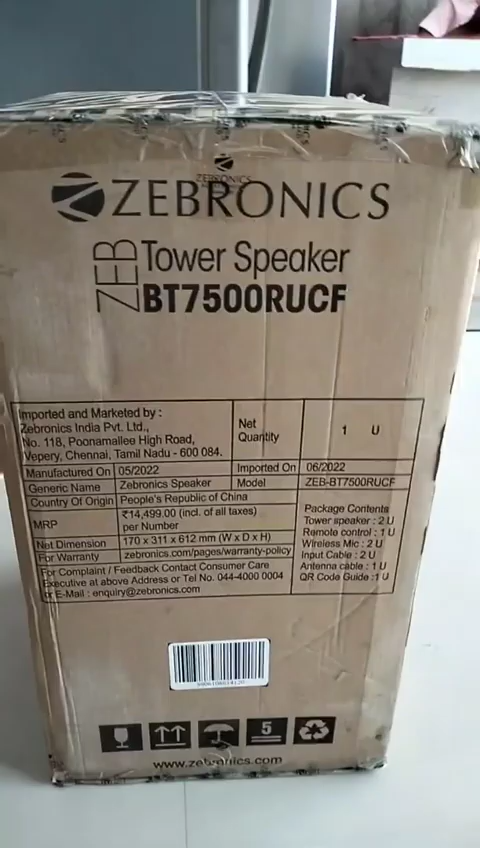 ZEBRONICS
ZEBRONICS
ZEB Tower Speaker
BT7500RUCF
Imported and Marketed by :
Zebronics India Pvt. Ltd.,
No. 118, Poonamallee High Road,
Vepery, Chennai, Tamil Nadu - 600 084.
Net Quantity 1 U
Manufactured On 05/2022 Imported On 06/2022
Generic Name Zebronics Speaker Model ZEB-BT7500RUCF
Country Of Origin People's Republic of China
MRP ₹14,499.00 (incl. of all taxes)
per Number
Net Dimension 170 x 311 x 612 mm (W x D x H)
For Warranty zebronics.com/pages/warranty-policy
For Complaint / Feedback Contact Consumer Care
Executive at above Address or Tel No. 044-4000 0004
or E-Mail : enquiry@zebronics.com
Package Contents
Tower speaker : 2 U
Remote control : 1 U
Wireless Mic : 2 U
Input Cable : 2 U
Antenna cable : 1 U
QR Code Guide : 1 U
5
www.zebronics.com